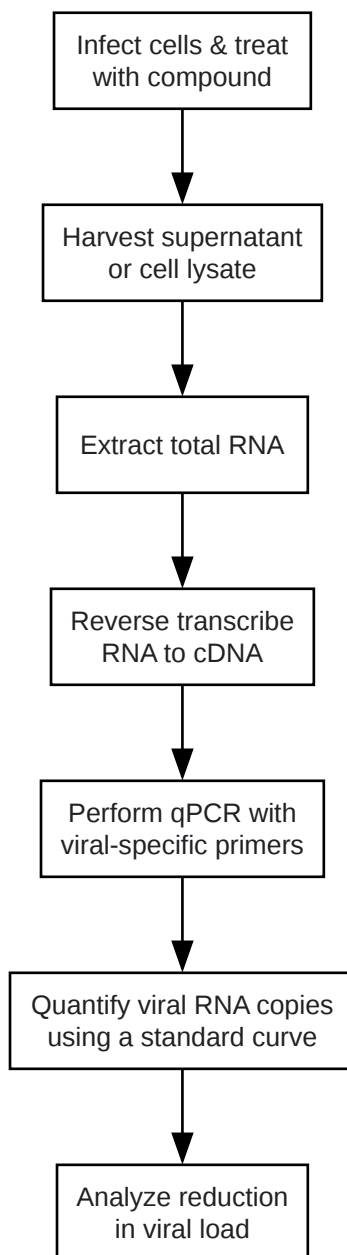 Infect cells & treat
with compound
Harvest supernatant
or cell lysate
Extract total RNA
Reverse transcribe
RNA to cDNA
Perform qPCR with
viral-specific primers
Quantify viral RNA copies
using a standard curve
Analyze reduction
in viral load